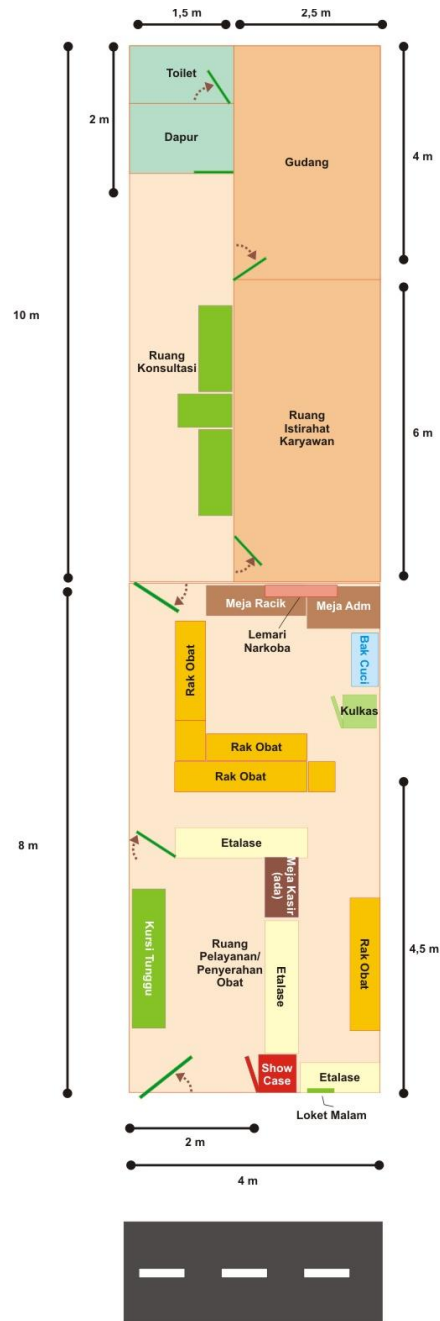 1,5 m
2,5 m
Toilet
2 m
Dapur
Gudang
4 m
10 m
Ruang
Konsultasi
Ruang
Istirahat
Karyawan
6 m
Meja Racik
Meja Adm
Lemari
Narkoba
Rak Obat
Bak Cuci
Kulkas
Rak Obat
Rak Obat
8 m
Etalase
Meja Kasir
(ada)
Kursi Tunggu
Ruang
Pelayanan/
Penyerahan
Obat
Etalase
Rak Obat
4,5 m
Show
Case
Etalase
Loket Malam
2 m
4 m